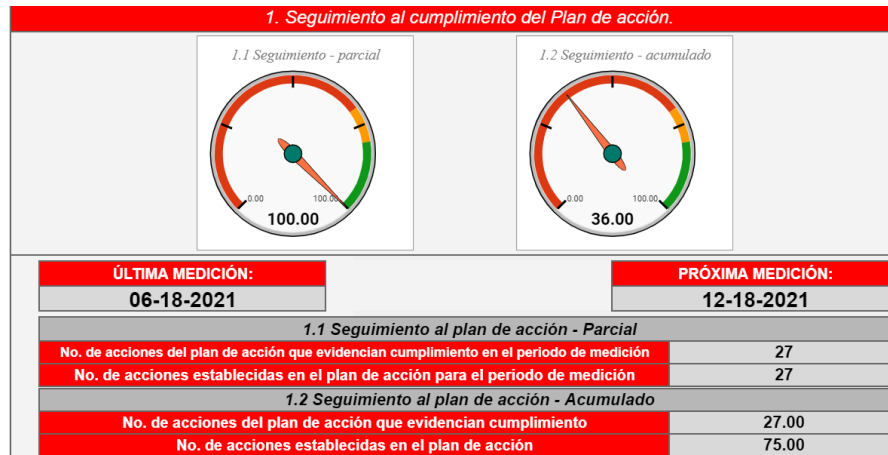 1. Seguimiento al cumplimiento del Plan de acción.
1.1 Seguimiento - parcial
1.2 Seguimiento - acumulado
0.00
100.00
100.00
0.00
100.00
36.00
ÚLTIMA MEDICIÓN:
PRÓXIMA MEDICIÓN:
06-18-2021
12-18-2021
1.1 Seguimiento al plan de acción - Parcial
No. de acciones del plan de acción que evidencian cumplimiento en el periodo de medición 27
No. de acciones establecidas en el plan de acción para el periodo de medición 27
1.2 Seguimiento al plan de acción - Acumulado
No. de acciones del plan de acción que evidencian cumplimiento 27.00
No. de acciones establecidas en el plan de acción 75.00